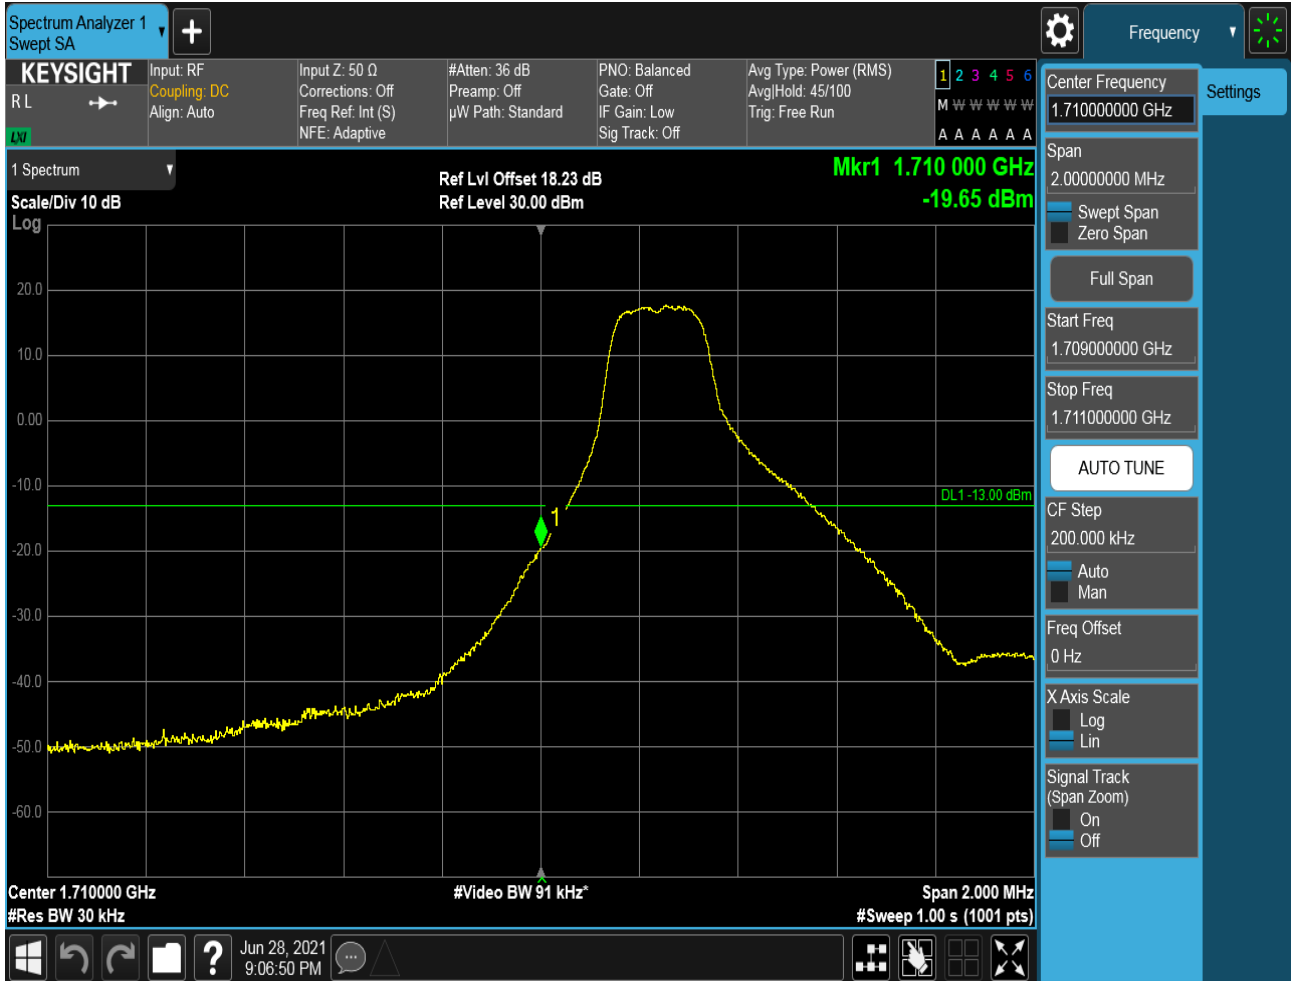 Spectrum Analyzer 1
Swept SA
Frequency
KEYSIGHT
R L
LXI
Input: RF
Coupling: DC
Align: Auto
Input Z: 50 Ω
Corrections: Off
Freq Ref: Int (S)
NFE: Adaptive
#Atten: 36 dB
Preamp: Off
µW Path: Standard
PNO: Balanced
Gate: Off
IF Gain: Low
Sig Track: Off
Avg Type: Power (RMS)
Avg|Hold: 45/100
Trig: Free Run
1 2 3 4 5 6
M W W W W W
A A A A A A
1 Spectrum
Scale/Div 10 dB
Log
Ref Lvl Offset 18.23 dB
Ref Level 30.00 dBm
Mkr1 1.710 000 GHz
-19.65 dBm
20.0
10.0
0.00
-10.0
-20.0
-30.0
-40.0
-50.0
-60.0
DL1 -13.00 dBm
1
Center 1.710000 GHz
#Res BW 30 kHz
#Video BW 91 kHz*
Span 2.000 MHz
#Sweep 1.00 s (1001 pts)
Jun 28, 2021
9:06:50 PM
Center Frequency
1.710000000 GHz
Settings
Span
2.00000000 MHz
Swept Span
Zero Span
Full Span
Start Freq
1.709000000 GHz
Stop Freq
1.711000000 GHz
AUTO TUNE
CF Step
200.000 kHz
Auto
Man
Freq Offset
0 Hz
X Axis Scale
Log
Lin
Signal Track
(Span Zoom)
On
Off